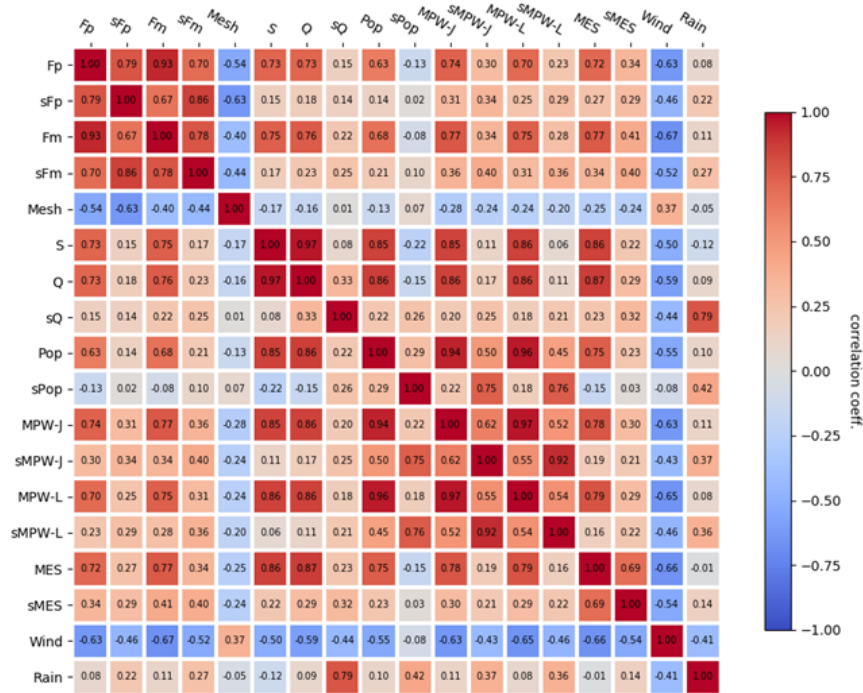 Fp sFp Fm sFm Mesh S Q sQ Pop sPop MPW-J sMPW-J MPW-L sMPW-L MES sMES Wind Rain
Fp 1.00 0.79 0.93 0.70 -0.54 0.73 0.73 0.15 0.63 -0.13 0.74 0.30 0.70 0.23 0.72 0.34 -0.63 0.08
sFp 0.79 1.00 0.67 0.86 -0.63 0.15 0.18 0.14 0.14 0.02 0.31 0.34 0.25 0.29 0.27 0.29 -0.46 0.22
Fm 0.93 0.67 1.00 0.78 -0.40 0.75 0.76 0.22 0.68 -0.08 0.77 0.34 0.75 0.28 0.77 0.41 -0.67 0.11
sFm 0.70 0.86 0.78 1.00 -0.44 0.17 0.23 0.25 0.21 0.10 0.36 0.40 0.31 0.36 0.34 0.40 -0.52 0.27
Mesh -0.54 -0.63 -0.40 -0.44 1.00 -0.17 -0.16 0.01 -0.13 0.07 -0.28 -0.24 -0.24 -0.20 -0.25 -0.24 0.37 -0.05
S 0.73 0.15 0.75 0.17 -0.17 1.00 0.97 0.08 0.85 -0.22 0.85 0.11 0.86 0.06 0.86 0.22 -0.50 -0.12
Q 0.73 0.18 0.76 0.23 -0.16 0.97 1.00 0.33 0.86 -0.15 0.86 0.17 0.86 0.11 0.87 0.29 -0.59 0.09
sQ 0.15 0.14 0.22 0.25 0.01 0.08 0.33 1.00 0.22 0.26 0.20 0.25 0.18 0.21 0.23 0.32 -0.44 0.79
Pop 0.63 0.14 0.68 0.21 -0.13 0.85 0.86 0.22 1.00 0.29 0.94 0.50 0.96 0.45 0.75 0.23 -0.55 0.10
sPop -0.13 0.02 -0.08 0.10 0.07 -0.22 -0.15 0.26 0.29 1.00 0.22 0.75 0.18 0.76 -0.15 0.03 -0.08 0.42
MPW-J 0.74 0.31 0.77 0.36 -0.28 0.85 0.86 0.20 0.94 0.22 1.00 0.62 0.97 0.52 0.78 0.30 -0.63 0.11
sMPW-J 0.30 0.34 0.34 0.40 -0.24 0.11 0.17 0.25 0.50 0.75 0.62 1.00 0.55 0.92 0.19 0.21 -0.43 0.37
MPW-L 0.70 0.25 0.75 0.31 -0.24 0.86 0.86 0.18 0.96 0.18 0.97 0.55 1.00 0.54 0.79 0.29 -0.65 0.08
sMPW-L 0.23 0.29 0.28 0.36 -0.20 0.06 0.11 0.21 0.45 0.76 0.52 0.92 0.54 1.00 0.16 0.22 -0.46 0.36
MES 0.72 0.27 0.77 0.34 -0.25 0.86 0.87 0.23 0.75 -0.15 0.78 0.19 0.79 0.16 1.00 0.69 -0.66 -0.01
sMES 0.34 0.29 0.41 0.40 -0.24 0.22 0.29 0.32 0.23 0.03 0.30 0.21 0.29 0.22 0.69 1.00 -0.54 0.14
Wind -0.63 -0.46 -0.67 -0.52 0.37 -0.50 -0.59 -0.44 -0.55 -0.08 -0.63 -0.43 -0.65 -0.46 -0.66 -0.54 1.00 -0.41
Rain 0.08 0.22 0.11 0.27 -0.05 -0.12 0.09 0.79 0.10 0.42 0.11 0.37 0.08 0.36 -0.01 0.14 -0.41 1.00
1.00
0.75
0.50
0.25
0.00
−0.25
−0.50
−0.75
−1.00
correlation coeff.